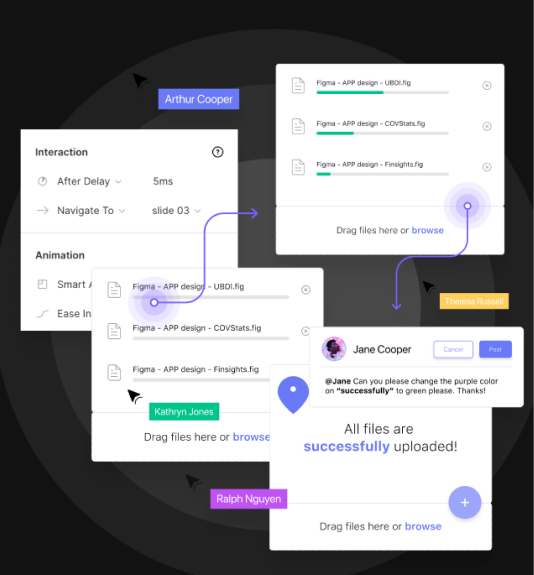 Arthur Cooper
Figma - APP design - UBDI.fig
Figma - APP design - COVStats.fig
Figma - APP design - Finsights.fig
Drag files here or browse
Interaction
?
After Delay
5ms
Navigate To
slide 03
Animation
Smart A
Ease In
Figma - APP design - UBDI.fig
Figma - APP design - COVStats.fig
Figma - APP design - Finsights.fig
Kathryn Jones
Drag files here or browse
Theresa Russell
Jane Cooper
Cancel
Post
@Jane Can you please change the purple color
on “successfully” to green please. Thanks!
All files are
successfully uploaded!
Ralph Nguyen
+
Drag files here or browse